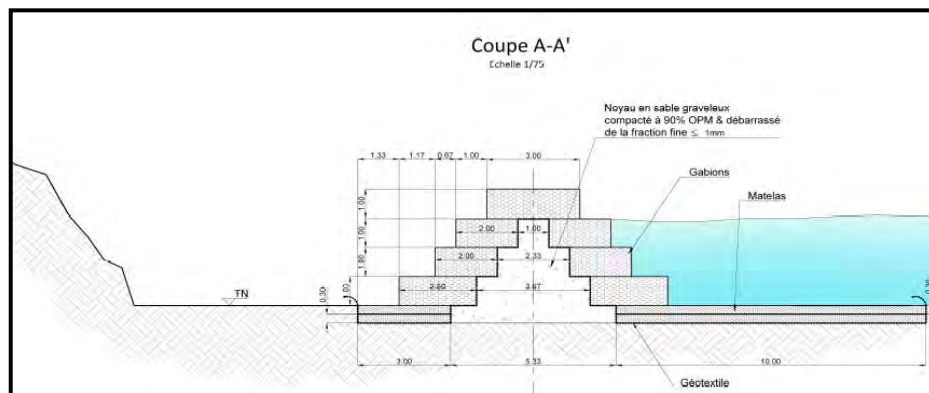 Coupe A-A'
Echelle 1/75
Noyau en sable graveleux
compacté à 90% OPM & débarrassé
de la fraction fine ≤ 1mm
1.33 1.17 0.67 1.00 3.00
Gabions
Matelas
1.00
2.00 1.00
1.00
2.00 2.33
1.00
2.00 3.67
1.00
TN
0.30
0.30
3.00 5.33 10.00
Géotextile